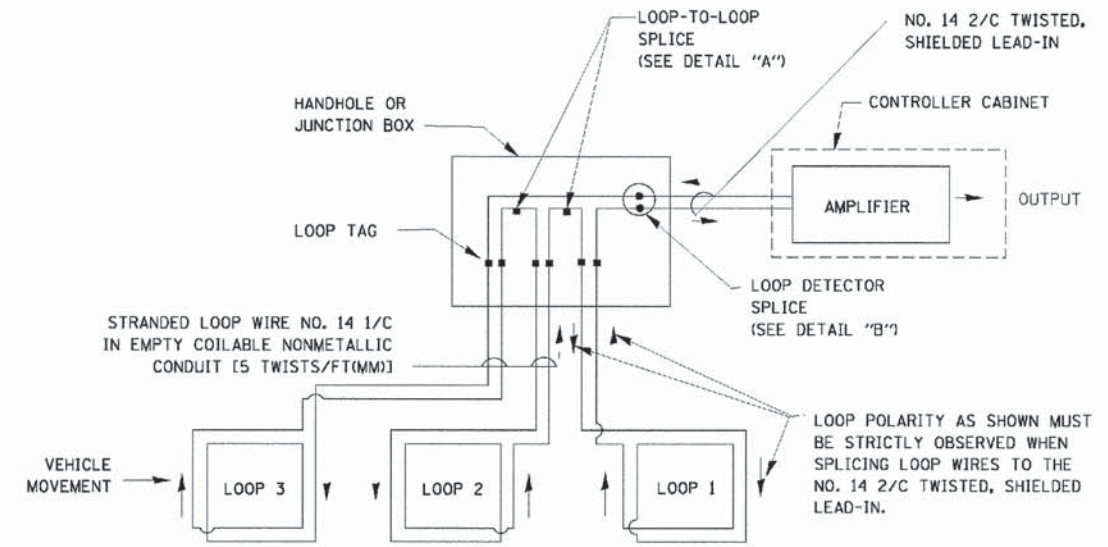 LOOP-TO-LOOP
SPLICE
(SEE DETAIL "A")
NO. 14 2/C TWISTED,
SHIELDED LEAD-IN
HANDHOLE OR
JUNCTION BOX
CONTROLLER CABINET
AMPLIFIER
OUTPUT
LOOP TAG
LOOP DETECTOR
SPLICE
(SEE DETAIL "B")
STRANDED LOOP WIRE NO. 14 1/C
IN EMPTY COILABLE NONMETALLIC
CONDUIT [5 TWISTS/FT(MM)]
LOOP POLARITY AS SHOWN MUST
BE STRICTLY OBSERVED WHEN
SPLICING LOOP WIRES TO THE
NO. 14 2/C TWISTED, SHIELDED
LEAD-IN.
VEHICLE
MOVEMENT
LOOP 3
LOOP 2
LOOP 1